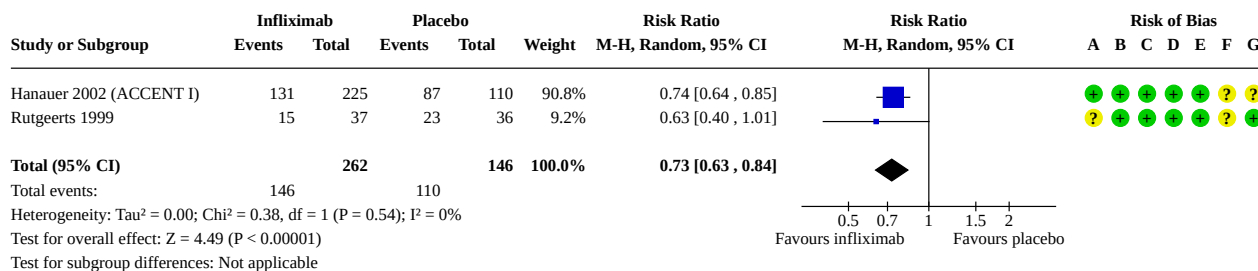 Infliximab Placebo Risk Ratio Risk Ratio Risk of Bias
Study or Subgroup Events Total Events Total Weight M-H, Random, 95% CI M-H, Random, 95% CI A B C D E F G
Hanauer 2002 (ACCENT I) 131 225 87 110 90.8% 0.74 [0.64 , 0.85] + + + + + ? ?
Rutgeerts 1999 15 37 23 36 9.2% 0.63 [0.40 , 1.01] ? + + + + ? +
Total (95% CI) 262 146 100.0% 0.73 [0.63 , 0.84]
Total events: 146 110
Heterogeneity: Tau² = 0.00; Chi² = 0.38, df = 1 (P = 0.54); I² = 0%
0.5 0.7 1 1.5 2
Test for overall effect: Z = 4.49 (P < 0.00001)
Favours infliximab Favours placebo
Test for subgroup differences: Not applicable